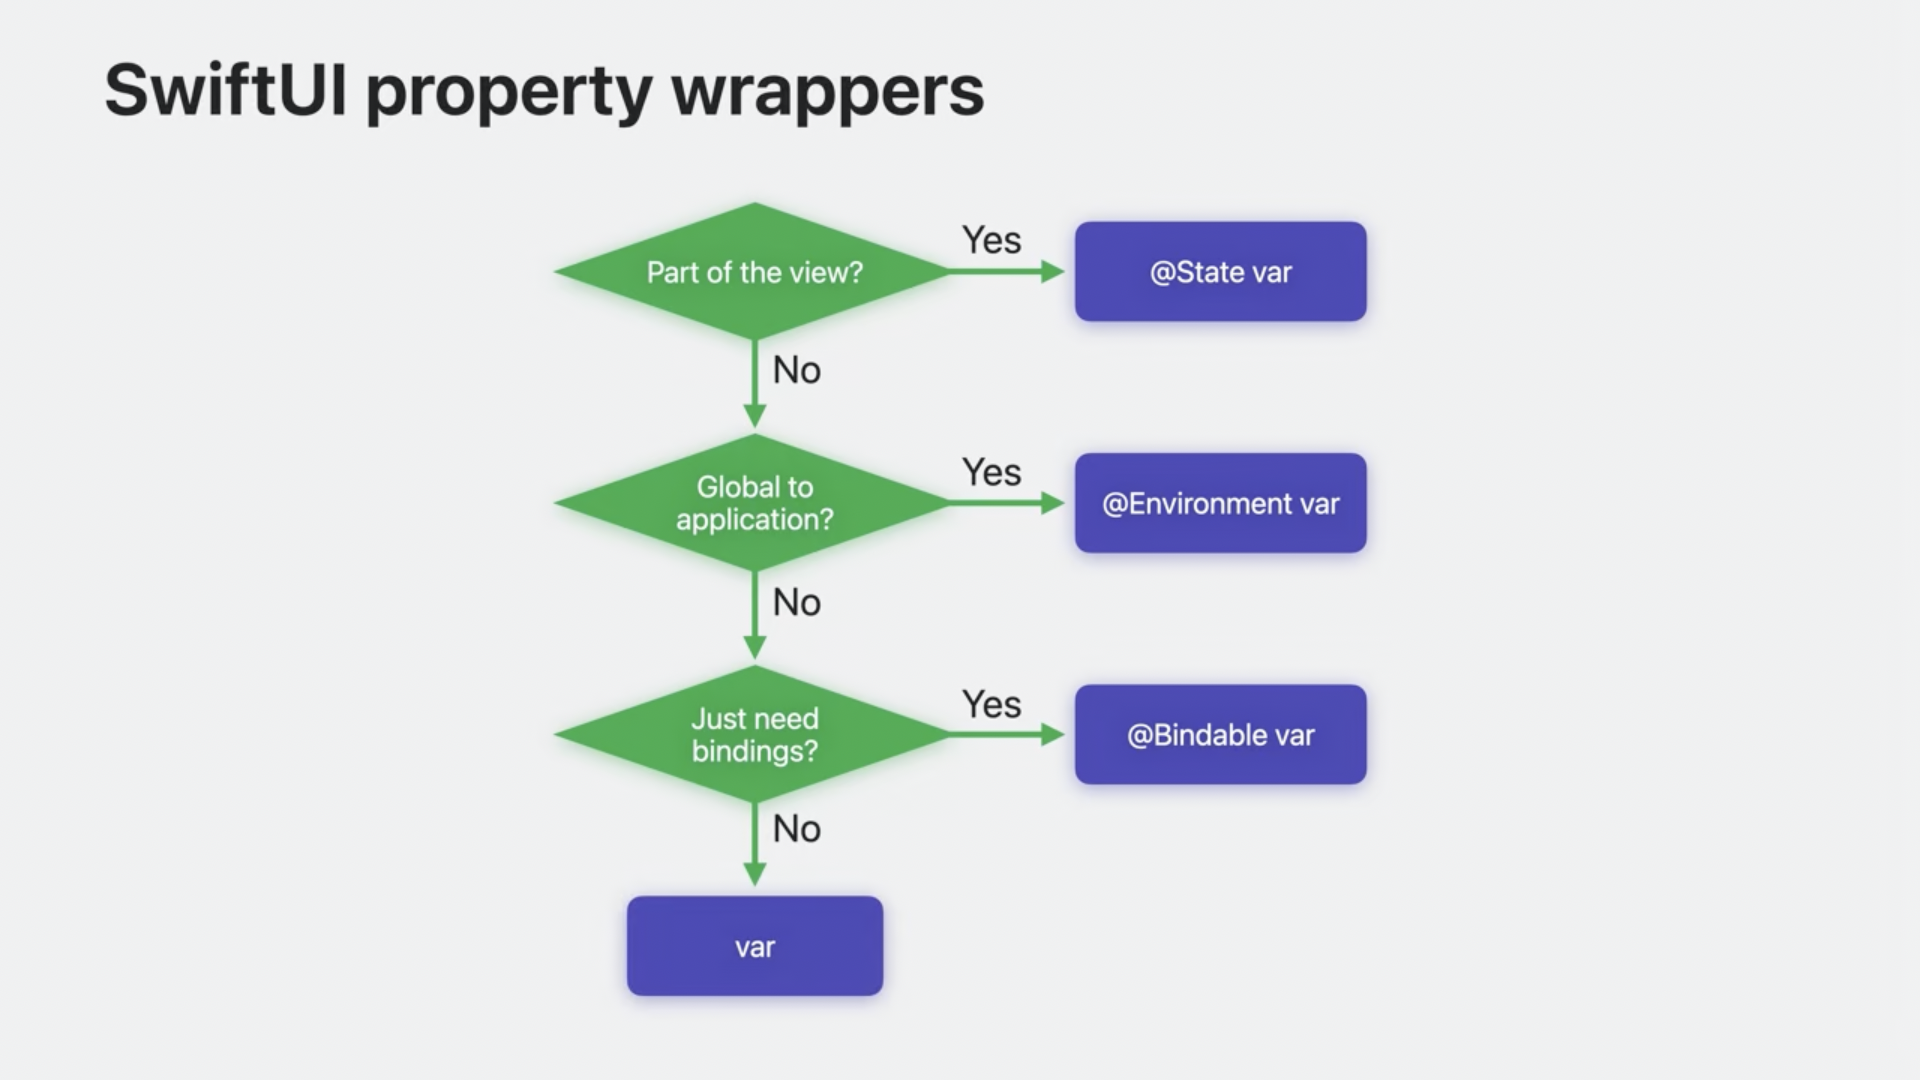 SwiftUI property wrappers
Part of the view?
Yes
@State var
No
Global to
application?
Yes
@Environment var
No
Just need
bindings?
Yes
@Bindable var
No
var